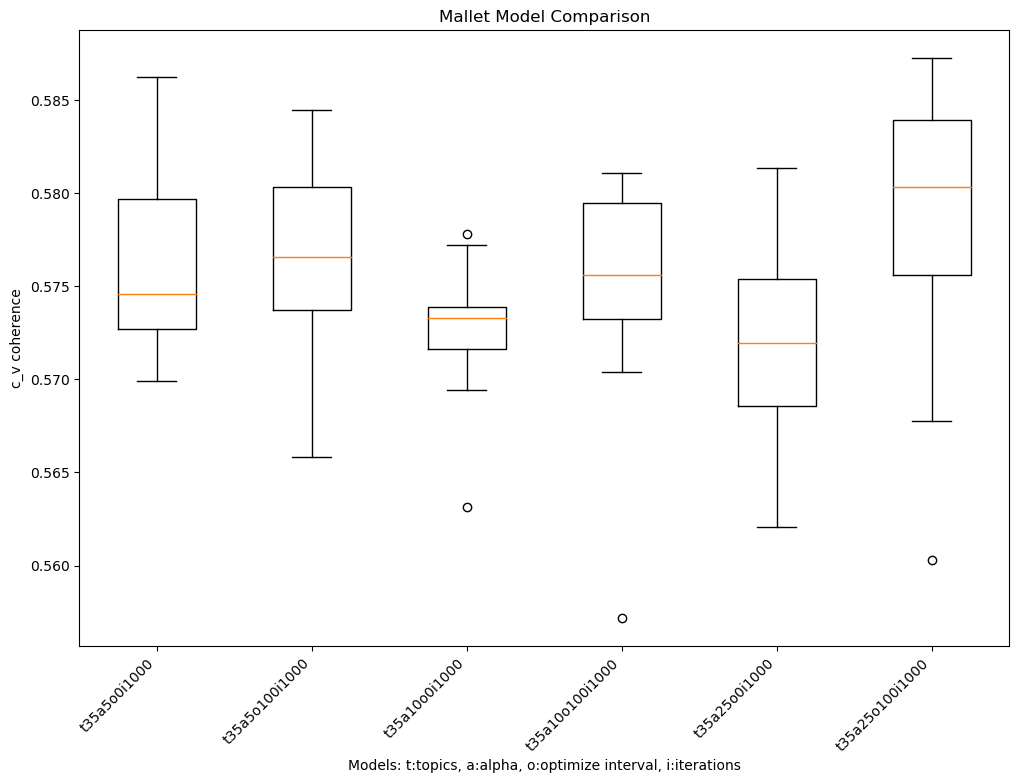 Mallet Model Comparison
c_v coherence
0.585
0.580
0.575
0.570
0.565
0.560
t35a5o0i1000
t35a5o100i1000
t35a10o0i1000
t35a10o100i1000
t35a25o0i1000
t35a25o100i1000
Models: t:topics, a:alpha, o:optimize interval, i:iterations